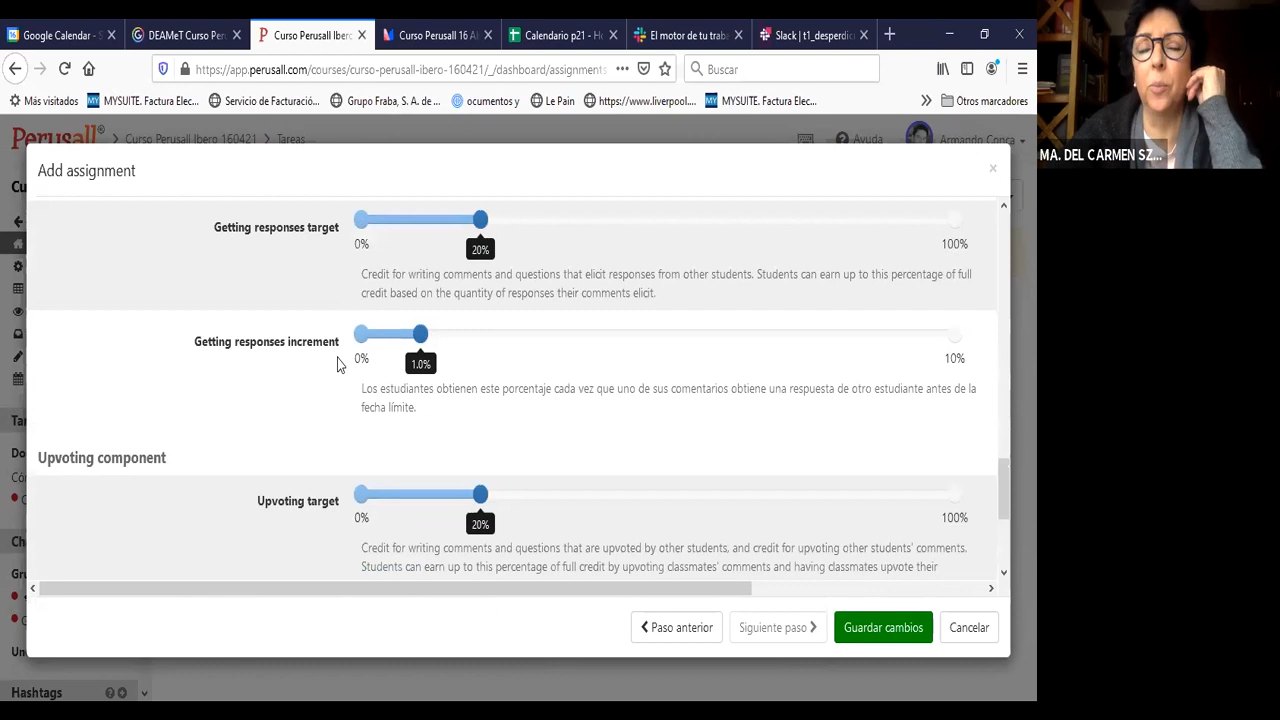 Google Calendar - S
DEAMeT Curso Per
Curso Perusall Iberc
Curso Perusall 16 Al
Calendario p21 - Ho
El motor de tu traba
Slack | t1_desperdic
https://app.perusall.com/courses/curso-perusall-ibero-160421/_/dashboard/assignments
Buscar
Más visitados
MYSUITE. Factura Elec...
Servicio de Facturació...
Grupo Fraba, S. A. de ...
ocumentos y
Le Pain
https://www.liverpool....
MYSUITE. Factura Elec...
Otros marcadores
Perusall®
Curso Perusall Ibero 160421
Tareas
Ayuda
Armando Conca
MA. DEL CARMEN SZ...
Add assignment
Getting responses target
0%
20%
100%
Credit for writing comments and questions that elicit responses from other students. Students can earn up to this percentage of full
credit based on the quantity of responses their comments elicit.
Getting responses increment
0%
1.0%
10%
Los estudiantes obtienen este porcentaje cada vez que uno de sus comentarios obtiene una respuesta de otro estudiante antes de la
fecha límite.
Upvoting component
Upvoting target
0%
20%
100%
Credit for writing comments and questions that are upvoted by other students, and credit for upvoting other students' comments.
Students can earn up to this percentage of full credit by upvoting classmates' comments and having classmates upvote their
Paso anterior
Siguiente paso
Guardar cambios
Cancelar
Hashtags